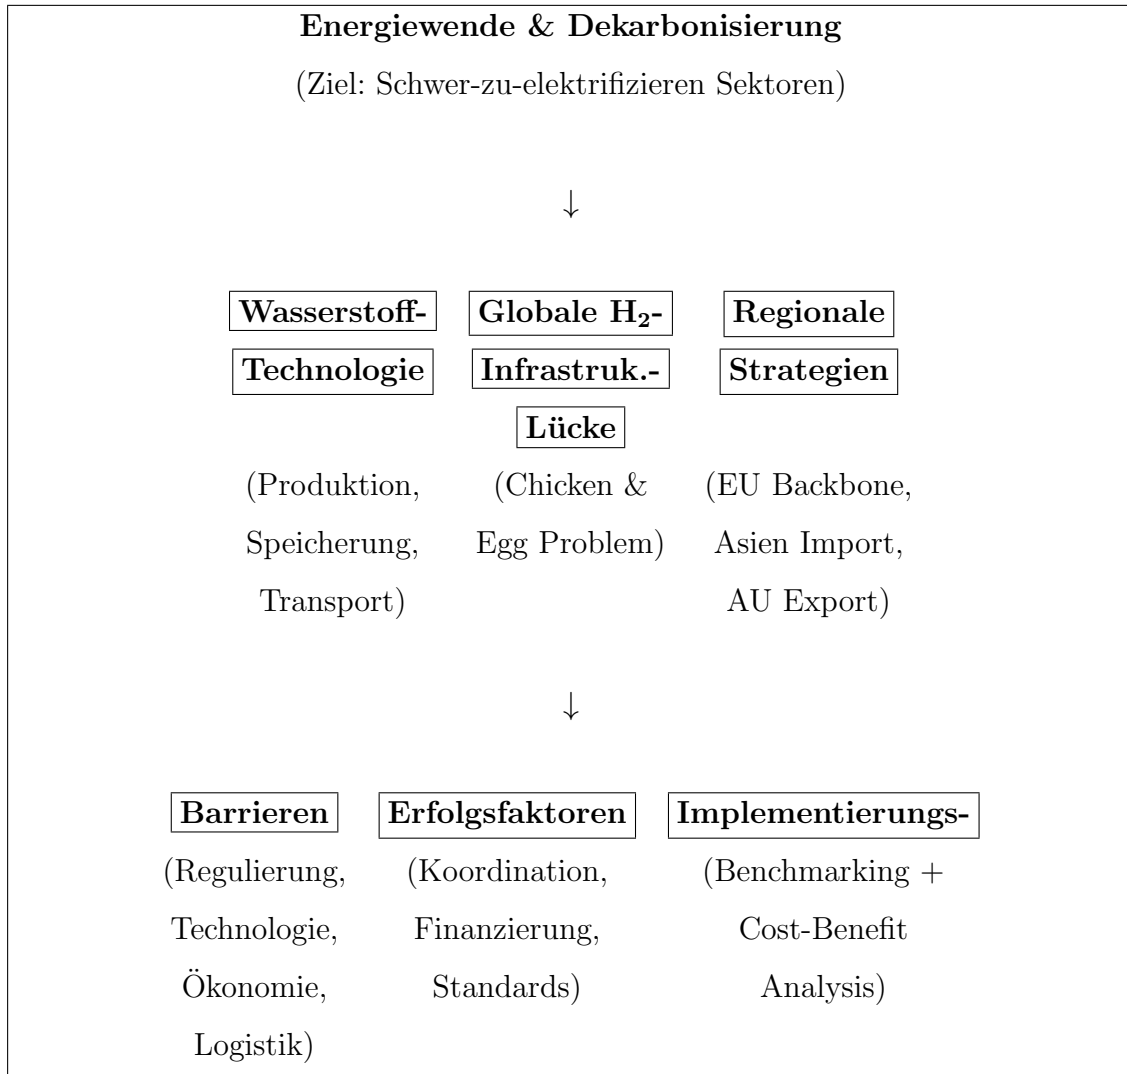 Energiewende & Dekarbonisierung
(Ziel: Schwer-zu-elektrifizieren Sektoren)
↓
Wasserstoff- Globale H₂- Regionale
Technologie Infrastruk.- Strategien
Lücke
(Produktion, (Chicken & (EU Backbone,
Speicherung, Egg Problem) Asien Import,
Transport) AU Export)
↓
Barrieren Erfolgsfaktoren Implementierungs-
(Regulierung, (Koordination, (Benchmarking +
Technologie, Finanzierung, Cost-Benefit
Ökonomie, Standards) Analysis)
Logistik)